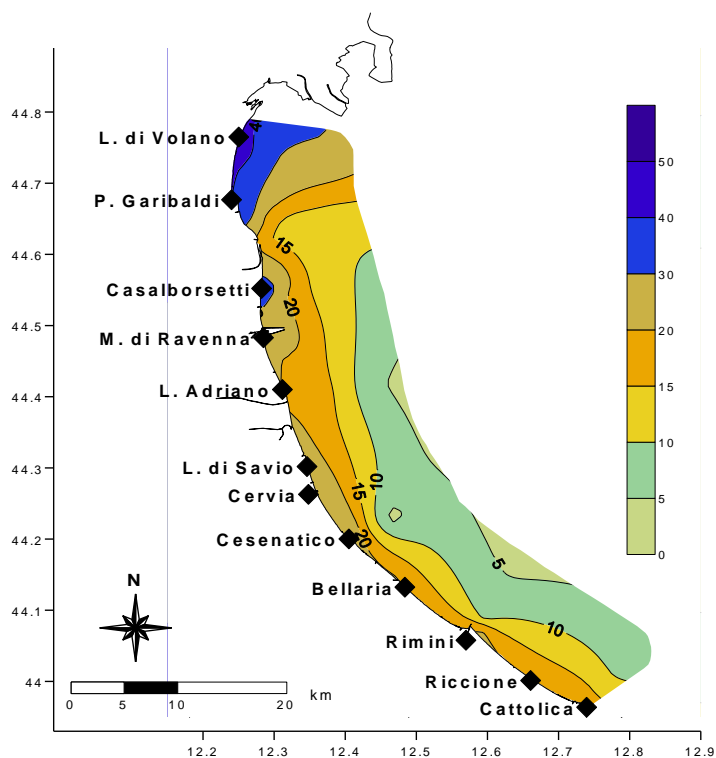 44.8
L. di Volano
4
50
44.7
P. Garibaldi
40
44.6
15
30
Casalborsetti
20
44.5
M. di Ravenna
20
15
44.4
L. Adriano
10
44.3
L. di Savio
5
Cervia
15
10
0
44.2
Cesenatico
20
5
N
Bellaria
44.1
10
Rimini
44
Riccione
0
5
10
20
km
Cattolica
12.2
12.3
12.4
12.5
12.6
12.7
12.8
12.9